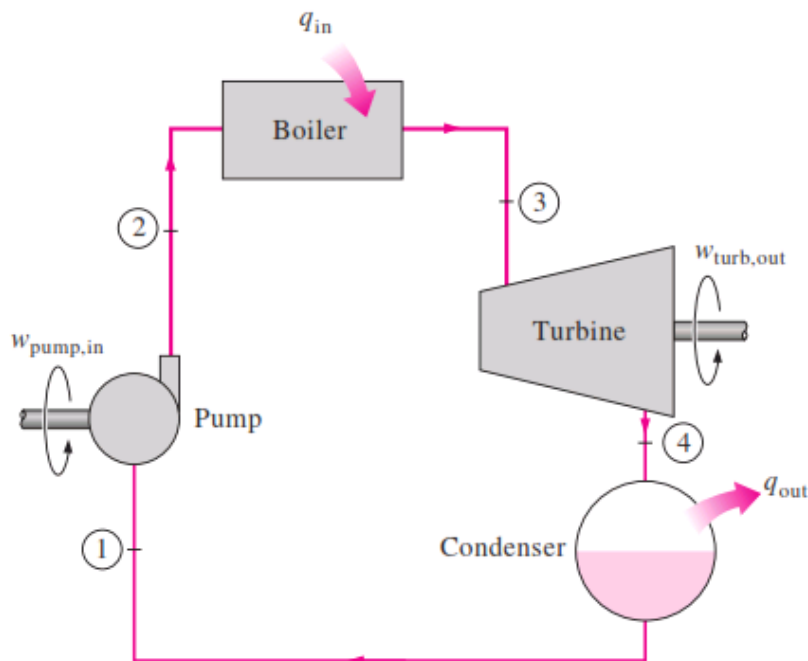 q_in
Boiler
2
3
w_turb,out
Turbine
w_pump,in
Pump
4
q_out
Condenser
1